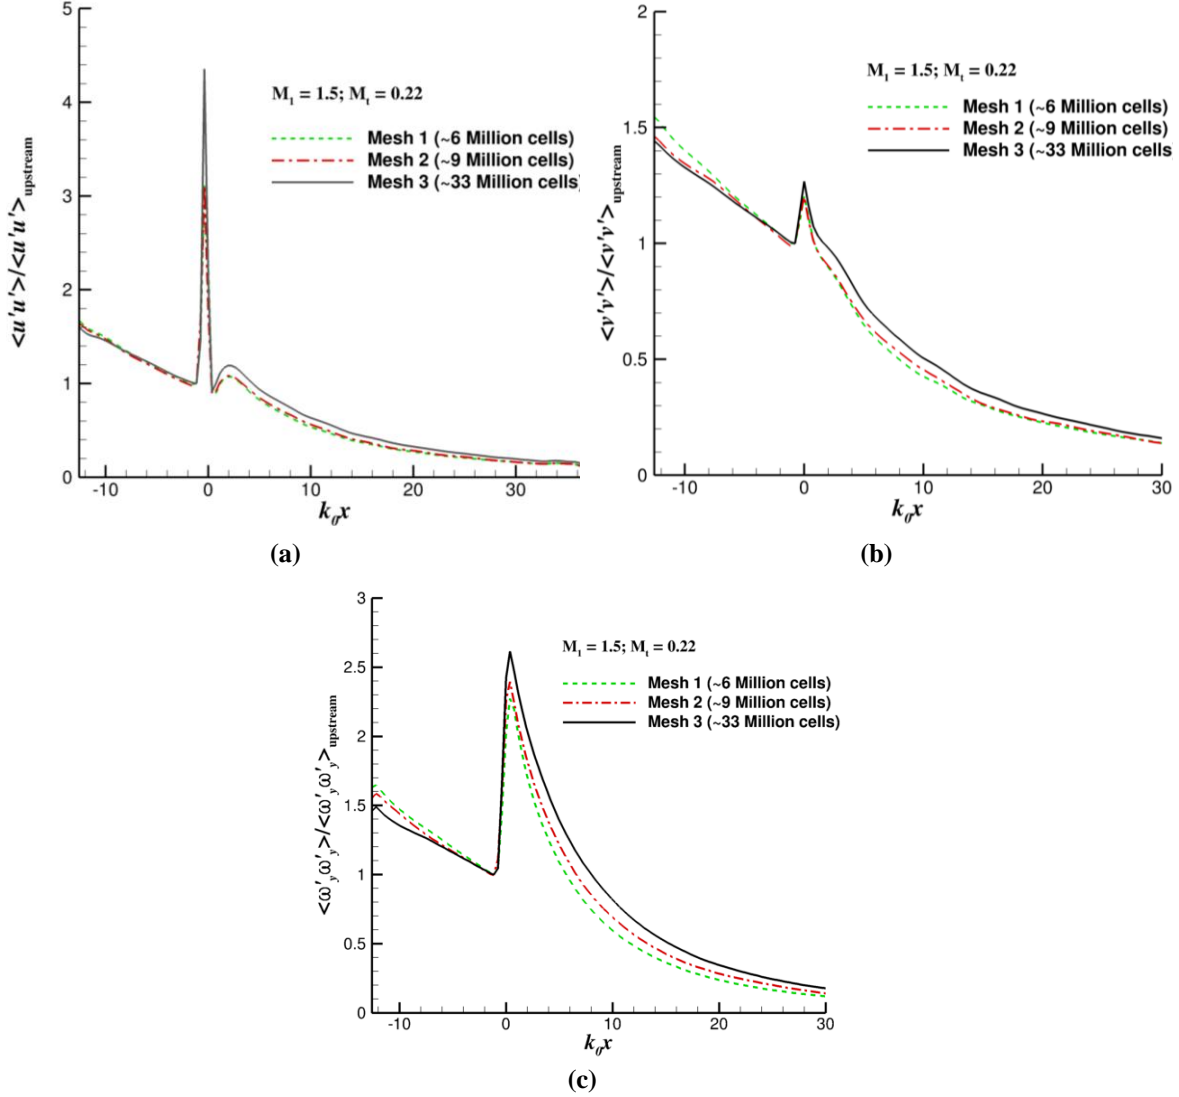 5
4
3
2
1
0
-10
0
10
20
30
<u'u'>/<u'u'>upstream
k0x
M1 = 1.5; Mt = 0.22
Mesh 1 (~6 Million cells)
Mesh 2 (~9 Million cells)
Mesh 3 (~33 Million cells)
(a)
2
1.5
1
0.5
0
-10
0
10
20
30
<v'v'>/<v'v'>upstream
k0x
M1 = 1.5; Mt = 0.22
Mesh 1 (~6 Million cells)
Mesh 2 (~9 Million cells)
Mesh 3 (~33 Million cells
(b)
3
2.5
2
1.5
1
0.5
0
-10
0
10
20
30
<ω'yω'y>/<ω'yω'y>upstream
k0x
M1 = 1.5; Mt = 0.22
Mesh 1 (~6 Million cells)
Mesh 2 (~9 Million cells)
Mesh 3 (~33 Million cells)
(c)